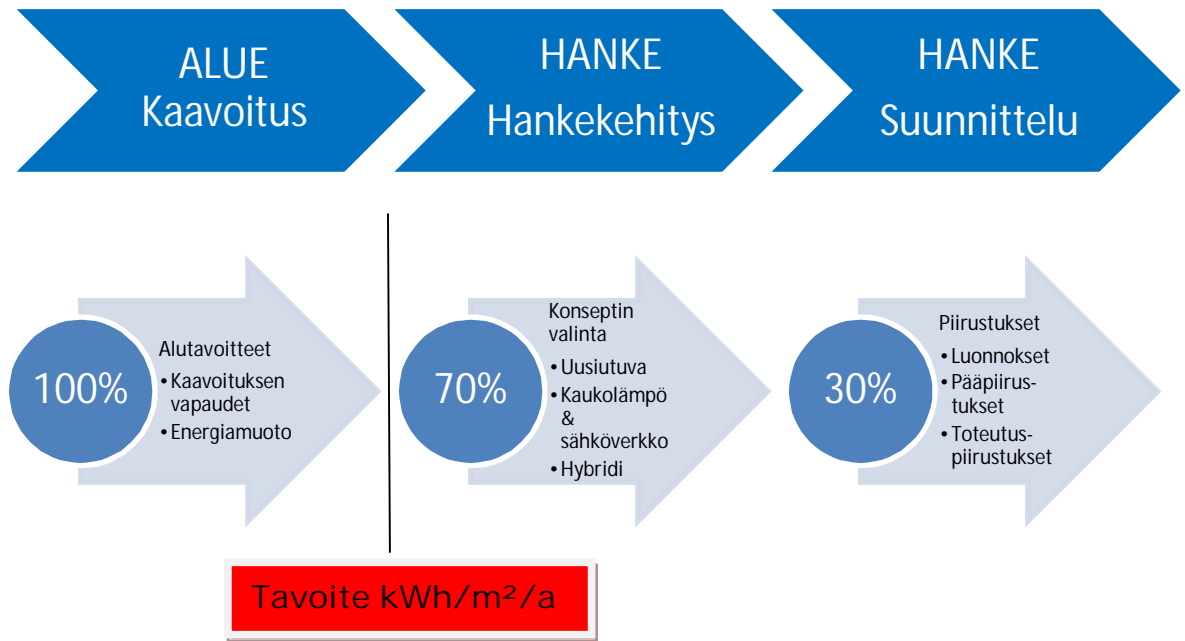 ALUE
Kaavoitus
HANKE
Hankekehitys
HANKE
Suunnittelu
100%
Alutavoitteet
•Kaavoituksen
vapaudet
•Energiamuoto
70%
Konseptin
valinta
•Uusiutuva
•Kaukolämpö
&
sähköverkko
•Hybridi
30%
Piirustukset
•Luonnokset
•Pääpiirus-
tukset
•Toteutus-
piirustukset
Tavoite kWh/m²/a